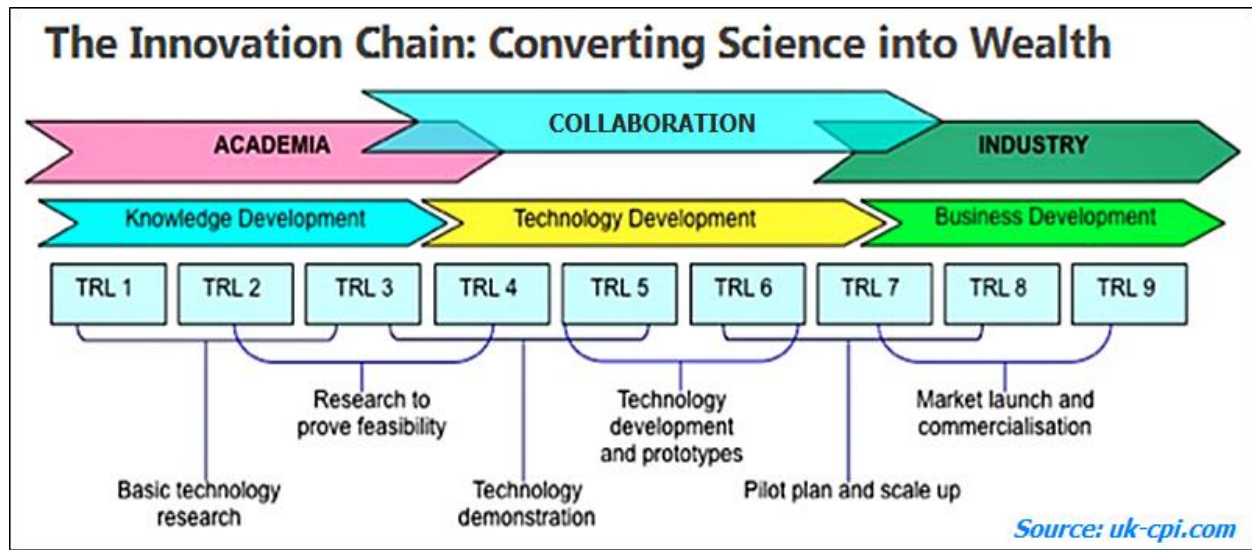 The Innovation Chain: Converting Science into Wealth
COLLABORATION
ACADEMIA
INDUSTRY
Knowledge Development
Technology Development
Business Development
TRL 1
TRL 2
TRL 3
TRL 4
TRL 5
TRL 6
TRL 7
TRL 8
TRL 9
Research to
prove feasibility
Technology
development
and prototypes
Market launch and
commercialisation
Basic technology
research
Technology
demonstration
Pilot plan and scale up
Source: uk-cpi.com